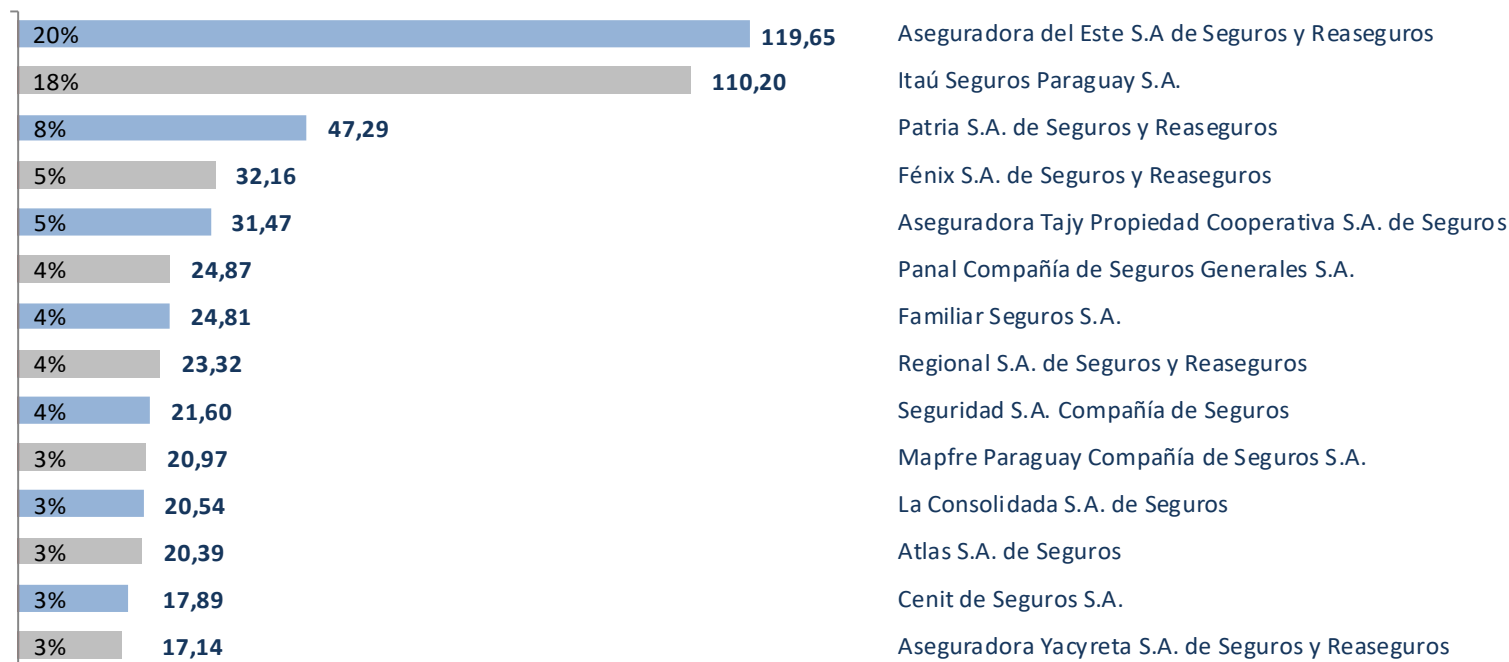 20% 119,65 Aseguradora del Este S.A de Seguros y Reaseguros
18% 110,20 Itaú Seguros Paraguay S.A.
8% 47,29 Patria S.A. de Seguros y Reaseguros
5% 32,16 Fénix S.A. de Seguros y Reaseguros
5% 31,47 Aseguradora Tajy Propiedad Cooperativa S.A. de Seguros
4% 24,87 Panal Compañía de Seguros Generales S.A.
4% 24,81 Familiar Seguros S.A.
4% 23,32 Regional S.A. de Seguros y Reaseguros
4% 21,60 Seguridad S.A. Compañía de Seguros
3% 20,97 Mapfre Paraguay Compañía de Seguros S.A.
3% 20,54 La Consolidada S.A. de Seguros
3% 20,39 Atlas S.A. de Seguros
3% 17,89 Cenit de Seguros S.A.
3% 17,14 Aseguradora Yacyreta S.A. de Seguros y Reaseguros